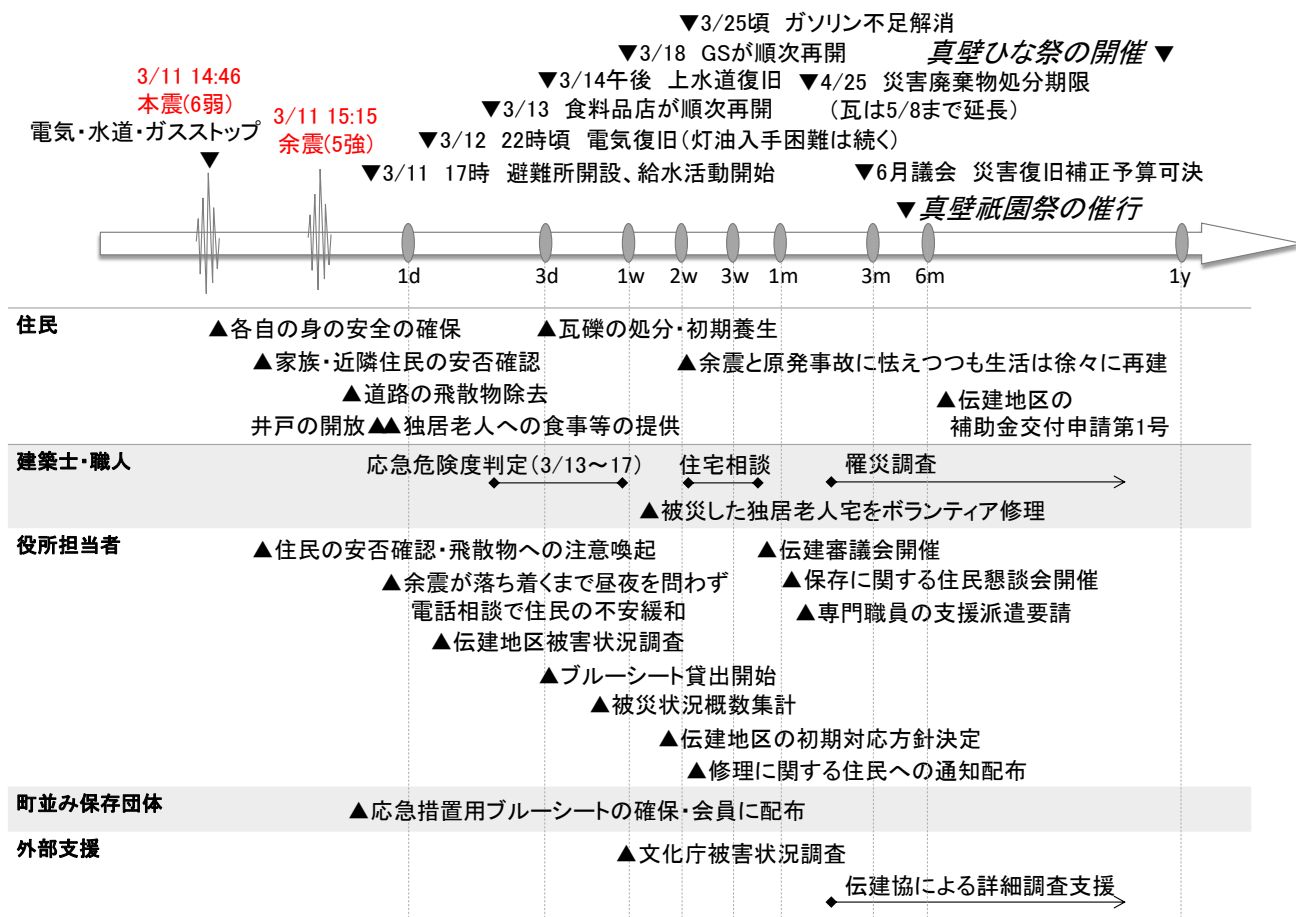 ▼3/25頃 ガソリン不足解消
▼3/18 GSが順次再開
真壁ひな祭の開催 ▼
3/11 14:46
本震(6弱)
電気・水道・ガスストップ
▼
▼3/14午後 上水道復旧
▼4/25 災害廃棄物処分期限
(瓦は5/8まで延長)
3/11 15:15
余震(5強)
▼3/13 食料品店が順次再開
▼3/12 22時頃 電気復旧(灯油入手困難は続く)
▼3/11 17時 避難所開設、給水活動開始
▼6月議会 災害復旧補正予算可決
▼真壁祇園祭の催行
1d 3d 1w 2w 3w 1m 3m 6m 1y
住民
▲各自の身の安全の確保
▲瓦礫の処分・初期養生
▲家族・近隣住民の安否確認
▲余震と原発事故に怯えつつも生活は徐々に再建
▲道路の飛散物除去
▲伝建地区の
補助金交付申請第1号
井戸の開放▲▲独居老人への食事等の提供
建築士・職人
応急危険度判定(3/13〜17)
住宅相談
罹災調査
▲被災した独居老人宅をボランティア修理
役所担当者
▲住民の安否確認・飛散物への注意喚起
▲伝建審議会開催
▲余震が落ち着くまで昼夜を問わず
電話相談で住民の不安緩和
▲保存に関する住民懇談会開催
▲専門職員の支援派遣要請
▲伝建地区被害状況調査
▲ブルーシート貸出開始
▲被災状況概数集計
▲伝建地区の初期対応方針決定
▲修理に関する住民への通知配布
町並み保存団体
▲応急措置用ブルーシートの確保・会員に配布
外部支援
▲文化庁被害状況調査
伝建協による詳細調査支援